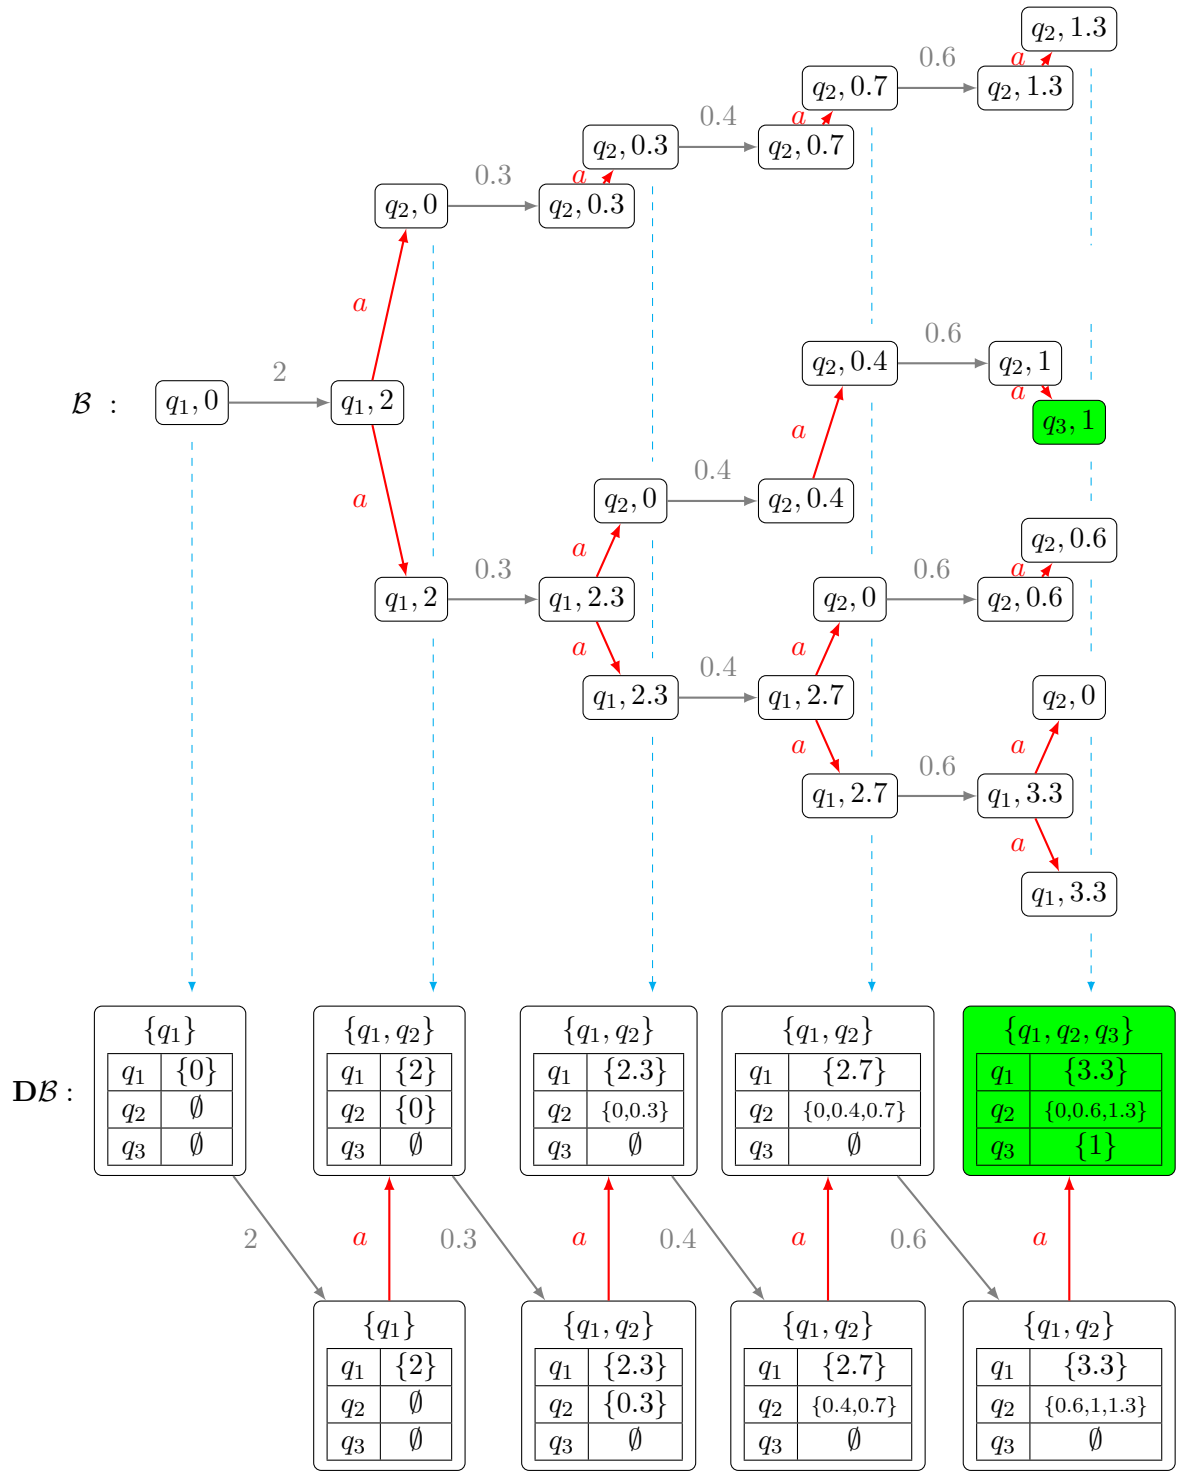 q₂, 1.3
0.6
a
q₂, 0.7
q₂, 1.3
0.4
a
q₂, 0.3
q₂, 0.7
0.3
a
q₂, 0
q₂, 0.3
a
0.6
q₂, 0.4
q₂, 1
2
a
ℬ :
q₁, 0
q₁, 2
q₃, 1
a
0.4
a
q₂, 0
q₂, 0.4
q₂, 0.6
a
0.3
a
0.6
a
q₁, 2
q₁, 2.3
q₂, 0
q₂, 0.6
a
0.4
a
q₁, 2.3
q₁, 2.7
q₂, 0
a
0.6
a
q₁, 2.7
q₁, 3.3
a
q₁, 3.3
Dℬ :
{q₁}
q₁ {0}
q₂ ∅
q₃ ∅
{q₁, q₂}
q₁ {2}
q₂ {0}
q₃ ∅
{q₁, q₂}
q₁ {2.3}
q₂ {0,0.3}
q₃ ∅
{q₁, q₂}
q₁ {2.7}
q₂ {0,0.4,0.7}
q₃ ∅
{q₁, q₂, q₃}
q₁ {3.3}
q₂ {0,0.6,1.3}
q₃ {1}
2
a
0.3
a
0.4
a
0.6
a
{q₁}
q₁ {2}
q₂ ∅
q₃ ∅
{q₁, q₂}
q₁ {2.3}
q₂ {0.3}
q₃ ∅
{q₁, q₂}
q₁ {2.7}
q₂ {0.4,0.7}
q₃ ∅
{q₁, q₂}
q₁ {3.3}
q₂ {0.6,1,1.3}
q₃ ∅